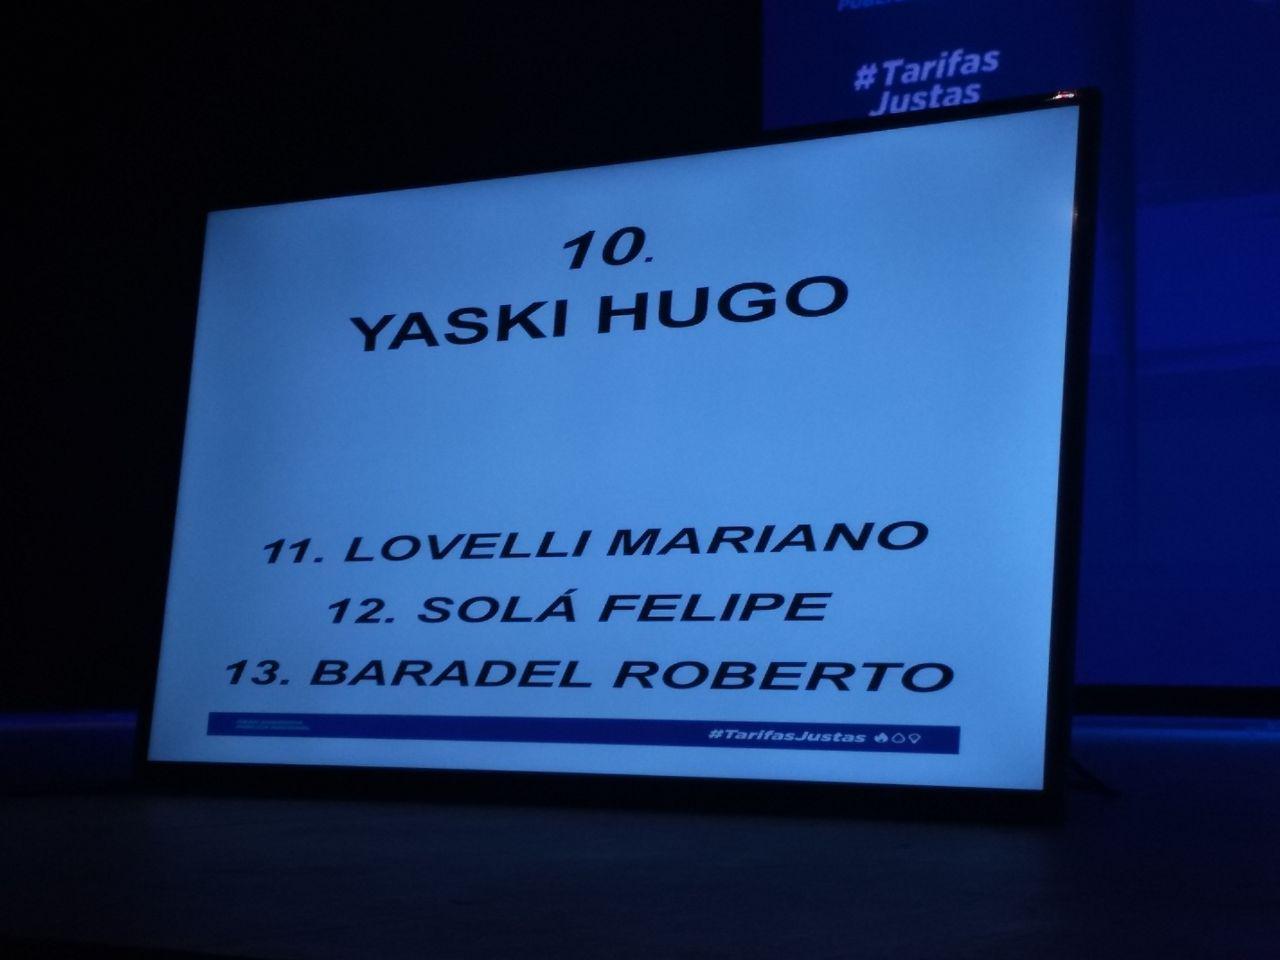 #Tarifas
Justas
10.
YASKI HUGO
11. LOVELLI MARIANO
12. SOLÁ FELIPE
13. BARADEL ROBERTO
#TarifasJustas